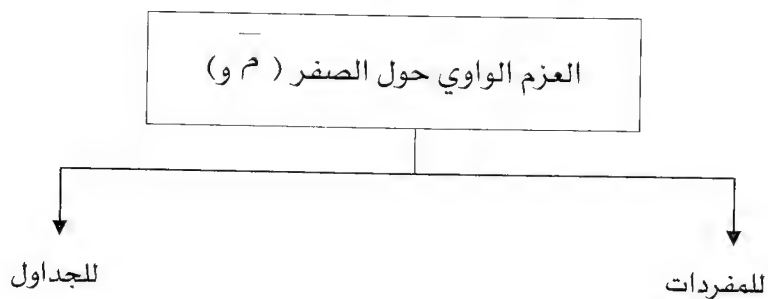 العزم الواوي حول الصفر ( م̄ و)
للمفردات
للجداول